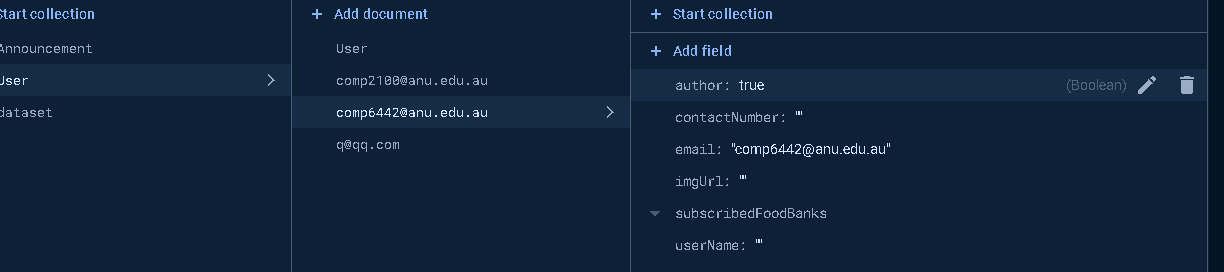 Start collection
Announcement
User
dataset
+ Add document
User
comp2100@anu.edu.au
comp6442@anu.edu.au
q@qq.com
+ Start collection
+ Add field
author: true (Boolean)
contactNumber: ""
email: "comp6442@anu.edu.au"
imgUrl: ""
subscribedFoodBanks
userName: ""